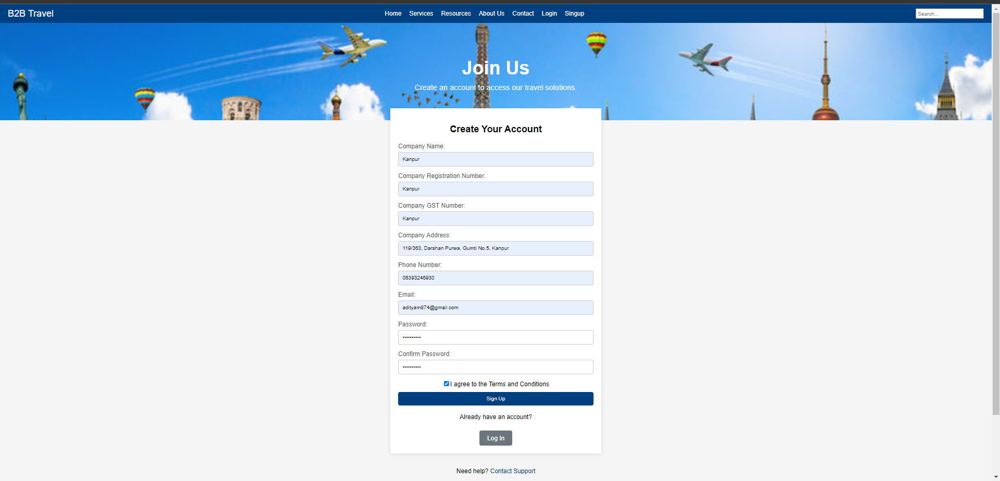 B2B Travel
Home Services Resources About Us Contact Login Singup
Search...
Join Us
Create an account to access our travel solutions.
Create Your Account
Company Name:
Kanpur
Company Registration Number:
Kanpur
Company GST Number:
Kanpur
Company Address:
119/363, Darshan Purwa, Gumti No.5, Kanpur
Phone Number:
06393246930
Email:
adityam874@gmail.com
Password:
••••••••••
Confirm Password:
••••••••••
I agree to the Terms and Conditions
Sign Up
Already have an account?
Log In
Need help? Contact Support